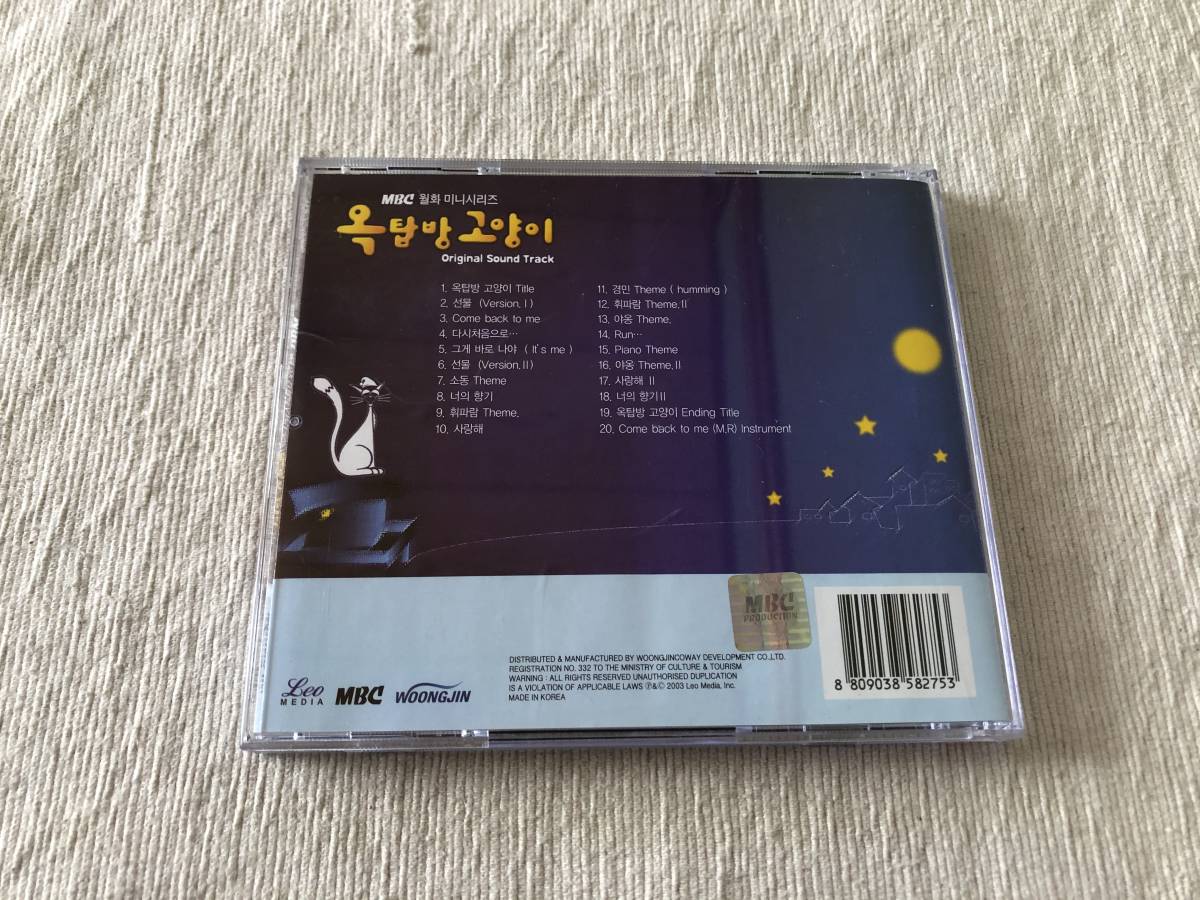 MBC 월화 미니시리즈
옥탑방 고양이
Original Sound Track
1. 옥탑방 고양이 Title
2. 선물 (Version.Ⅰ)
3. Come back to me
4. 다시처음으로…
5. 그게 바로 나야 ( It's me )
6. 선물 (Version.Ⅱ)
7. 소동 Theme
8. 너의 향기
9. 휘파람 Theme.
10. 사랑해
11. 경민 Theme ( humming )
12. 휘파람 Theme.Ⅱ
13. 야옹 Theme.
14. Run…
15. Piano Theme
16. 야옹 Theme.Ⅱ
17. 사랑해 Ⅱ
18. 너의 향기Ⅱ
19. 옥탑방 고양이 Ending Title
20. Come back to me (M.R) Instrument
MBC
PRODUCTION
DISTRIBUTED & MANUFACTURED BY WOONGJINCOWAY DEVELOPMENT CO.,LTD.
REGISTRATION NO. 332 TO THE MINISTRY OF CULTURE & TOURISM
WARNING : ALL RIGHTS RESERVED UNAUTHORISED DUPLICATION
IS A VIOLATION OF APPLICABLE LAWS ℗&© 2003 Leo Media, Inc.
MADE IN KOREA
Leo
MEDIA
MBC
WOONGJIN
8 809038 582753